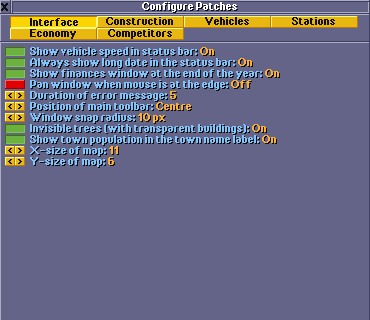 X Configure Patches
Interface Construction Vehicles Stations
Economy Competitors
Show vehicle speed in status bar: On
Always show long date in the status bar: On
Show finances window at the end of the year: On
Pan window when mouse is at the edge: Off
< > Duration of error message: 5
< > Position of main toolbar: Centre
< > Window snap radius: 10 px
Invisible trees (with transparent buildings): On
Show town population in the town name label: On
< > X-size of map: 11
< > Y-size of map: 6